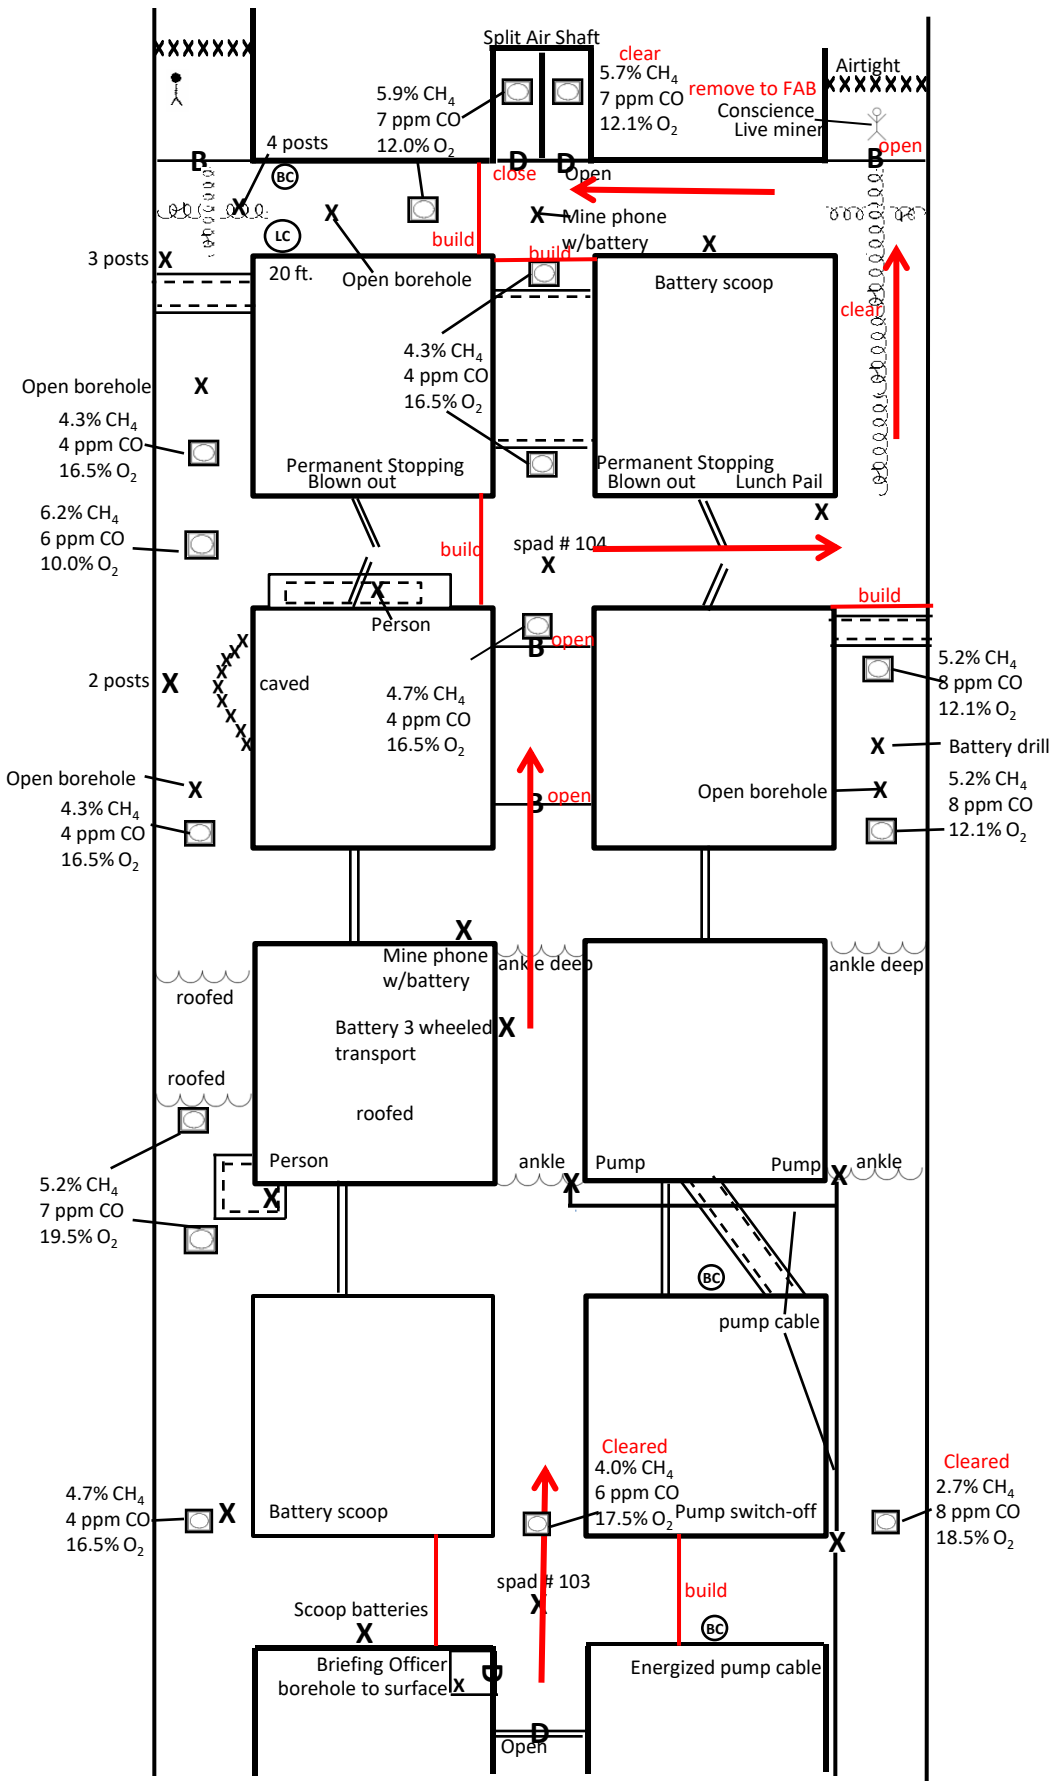 Split Air Shaft
clear
5.7% CH₄
7 ppm CO
12.1% O₂
5.9% CH₄
7 ppm CO
12.0% O₂
remove to FAB
Airtight
Conscience
Live miner
open
B
4 posts
B
BC
D
D
close
Open
LC
3 posts
20 ft.
Open borehole
build
build
X
Mine phone
w/battery
X
Battery scoop
clear
4.3% CH₄
4 ppm CO
16.5% O₂
Open borehole
X
4.3% CH₄
4 ppm CO
16.5% O₂
Permanent Stopping
Blown out
Permanent Stopping
Blown out
Lunch Pail
X
6.2% CH₄
6 ppm CO
10.0% O₂
build
spad # 104
X
build
X
Person
B
open
2 posts
X
caved
4.7% CH₄
4 ppm CO
16.5% O₂
5.2% CH₄
8 ppm CO
12.1% O₂
X
Battery drill
Open borehole
X
4.3% CH₄
4 ppm CO
16.5% O₂
B
open
Open borehole
X
5.2% CH₄
8 ppm CO
12.1% O₂
X
Mine phone
w/battery
ankle deep
ankle deep
roofed
Battery 3 wheeled
transport
X
roofed
roofed
Person
X
ankle
X
Pump
Pump
X
ankle
5.2% CH₄
7 ppm CO
19.5% O₂
BC
pump cable
Cleared
4.0% CH₄
6 ppm CO
17.5% O₂
Cleared
2.7% CH₄
8 ppm CO
18.5% O₂
4.7% CH₄
4 ppm CO
16.5% O₂
X
Battery scoop
Pump switch-off
X
spad # 103
X
build
Scoop batteries
X
BC
Briefing Officer
borehole to surface
X
D
Energized pump cable
D
Open